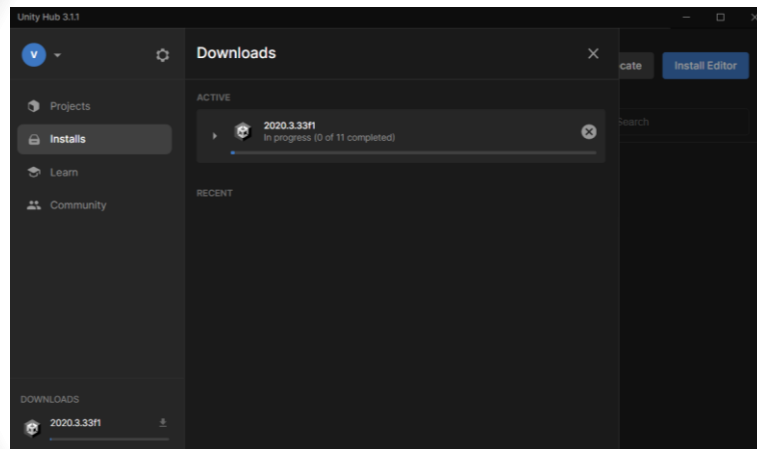 Unity Hub 3.1.1
V
Projects
Installs
Learn
Community
DOWNLOADS
2020.3.33f1
Downloads
ACTIVE
2020.3.33f1
In progress (0 of 11 completed)
RECENT
cate
Install Editor
Search